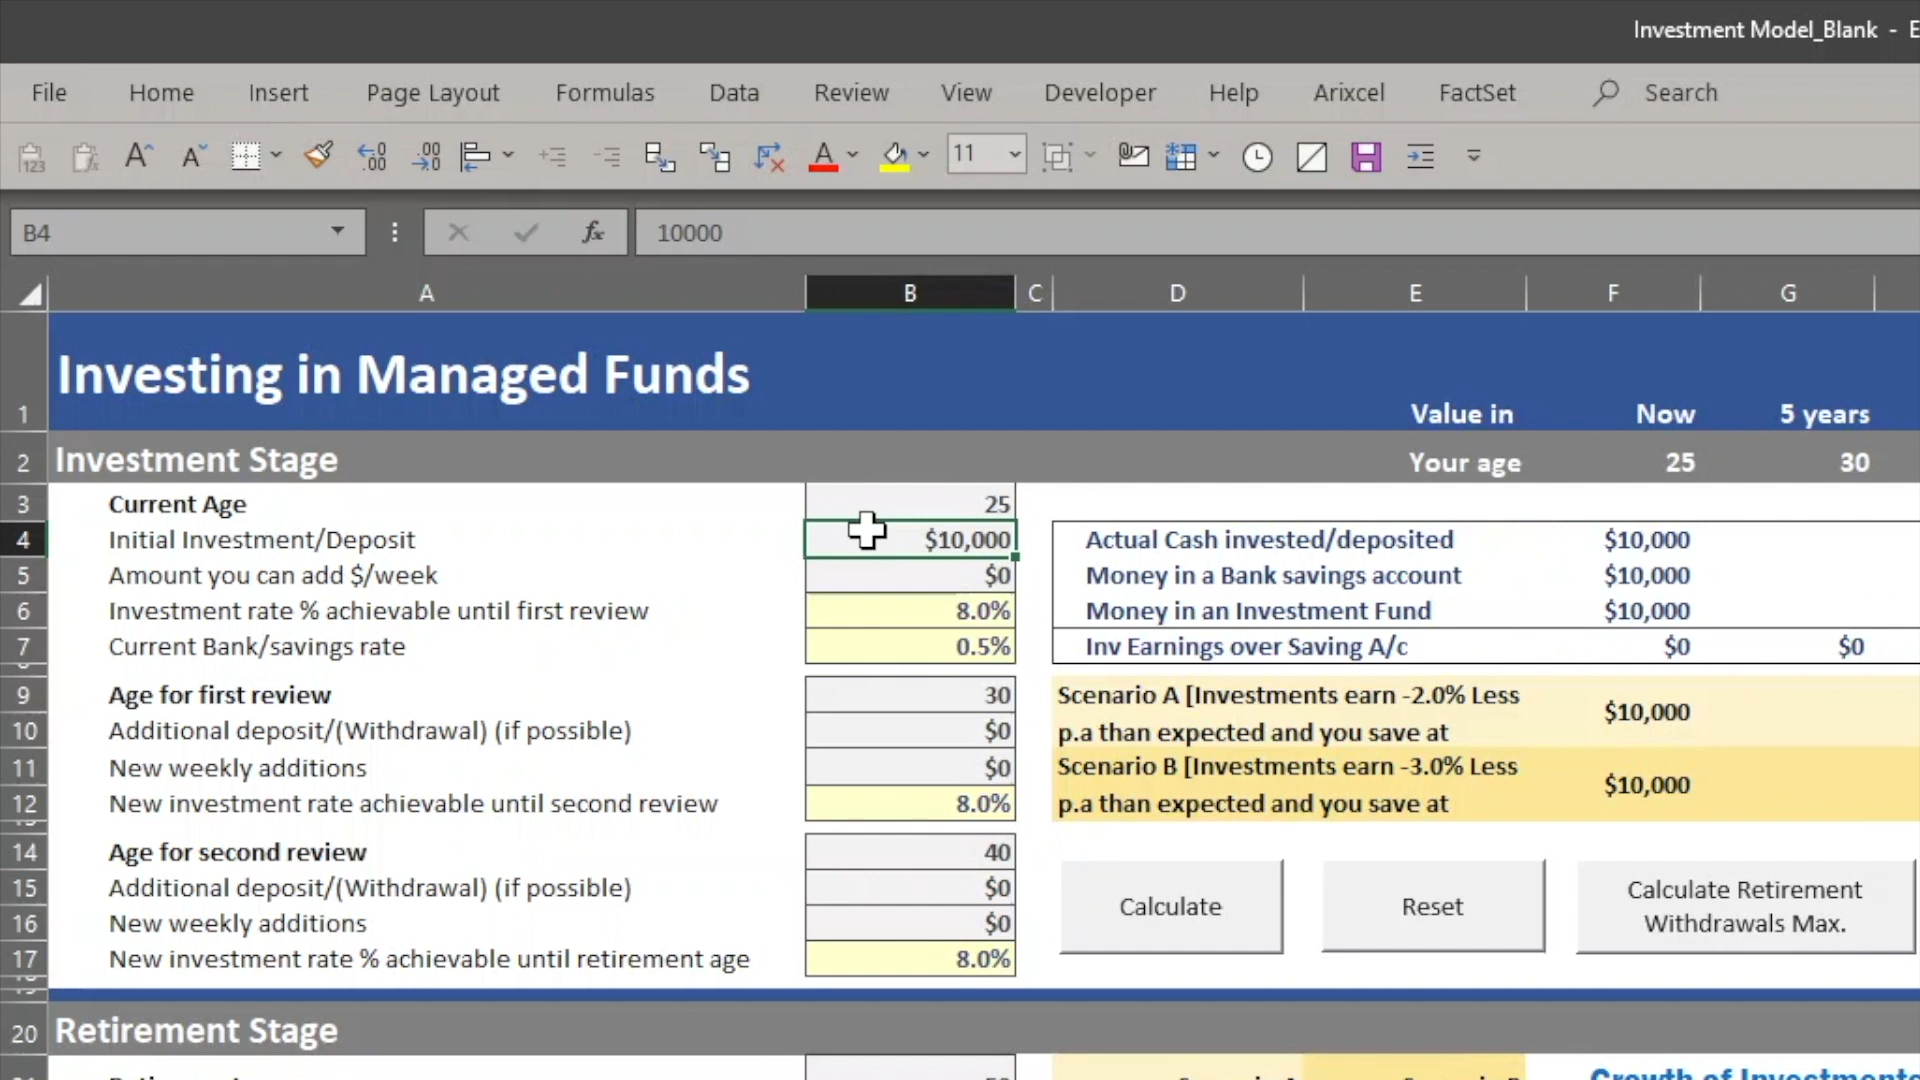 Investment Model_Blank - E
File Home Insert Page Layout Formulas Data Review View Developer Help Arixcel FactSet Search
11
B4 fx 10000
A B C D E F G
1 Investing in Managed Funds Value in Now 5 years
2 Investment Stage Your age 25 30
3 Current Age 25
4 Initial Investment/Deposit $10,000 Actual Cash invested/deposited $10,000
5 Amount you can add $/week $0 Money in a Bank savings account $10,000
6 Investment rate % achievable until first review 8.0% Money in an Investment Fund $10,000
7 Current Bank/savings rate 0.5% Inv Earnings over Saving A/c $0 $0
9 Age for first review 30 Scenario A [Investments earn -2.0% Less $10,000
10 Additional deposit/(Withdrawal) (if possible) $0 p.a than expected and you save at
11 New weekly additions $0 Scenario B [Investments earn -3.0% Less $10,000
12 New investment rate achievable until second review 8.0% p.a than expected and you save at
14 Age for second review 40
15 Additional deposit/(Withdrawal) (if possible) $0 Calculate Reset Calculate Retirement
16 New weekly additions $0 Withdrawals Max.
17 New investment rate % achievable until retirement age 8.0%
20 Retirement Stage
Growth of Investments